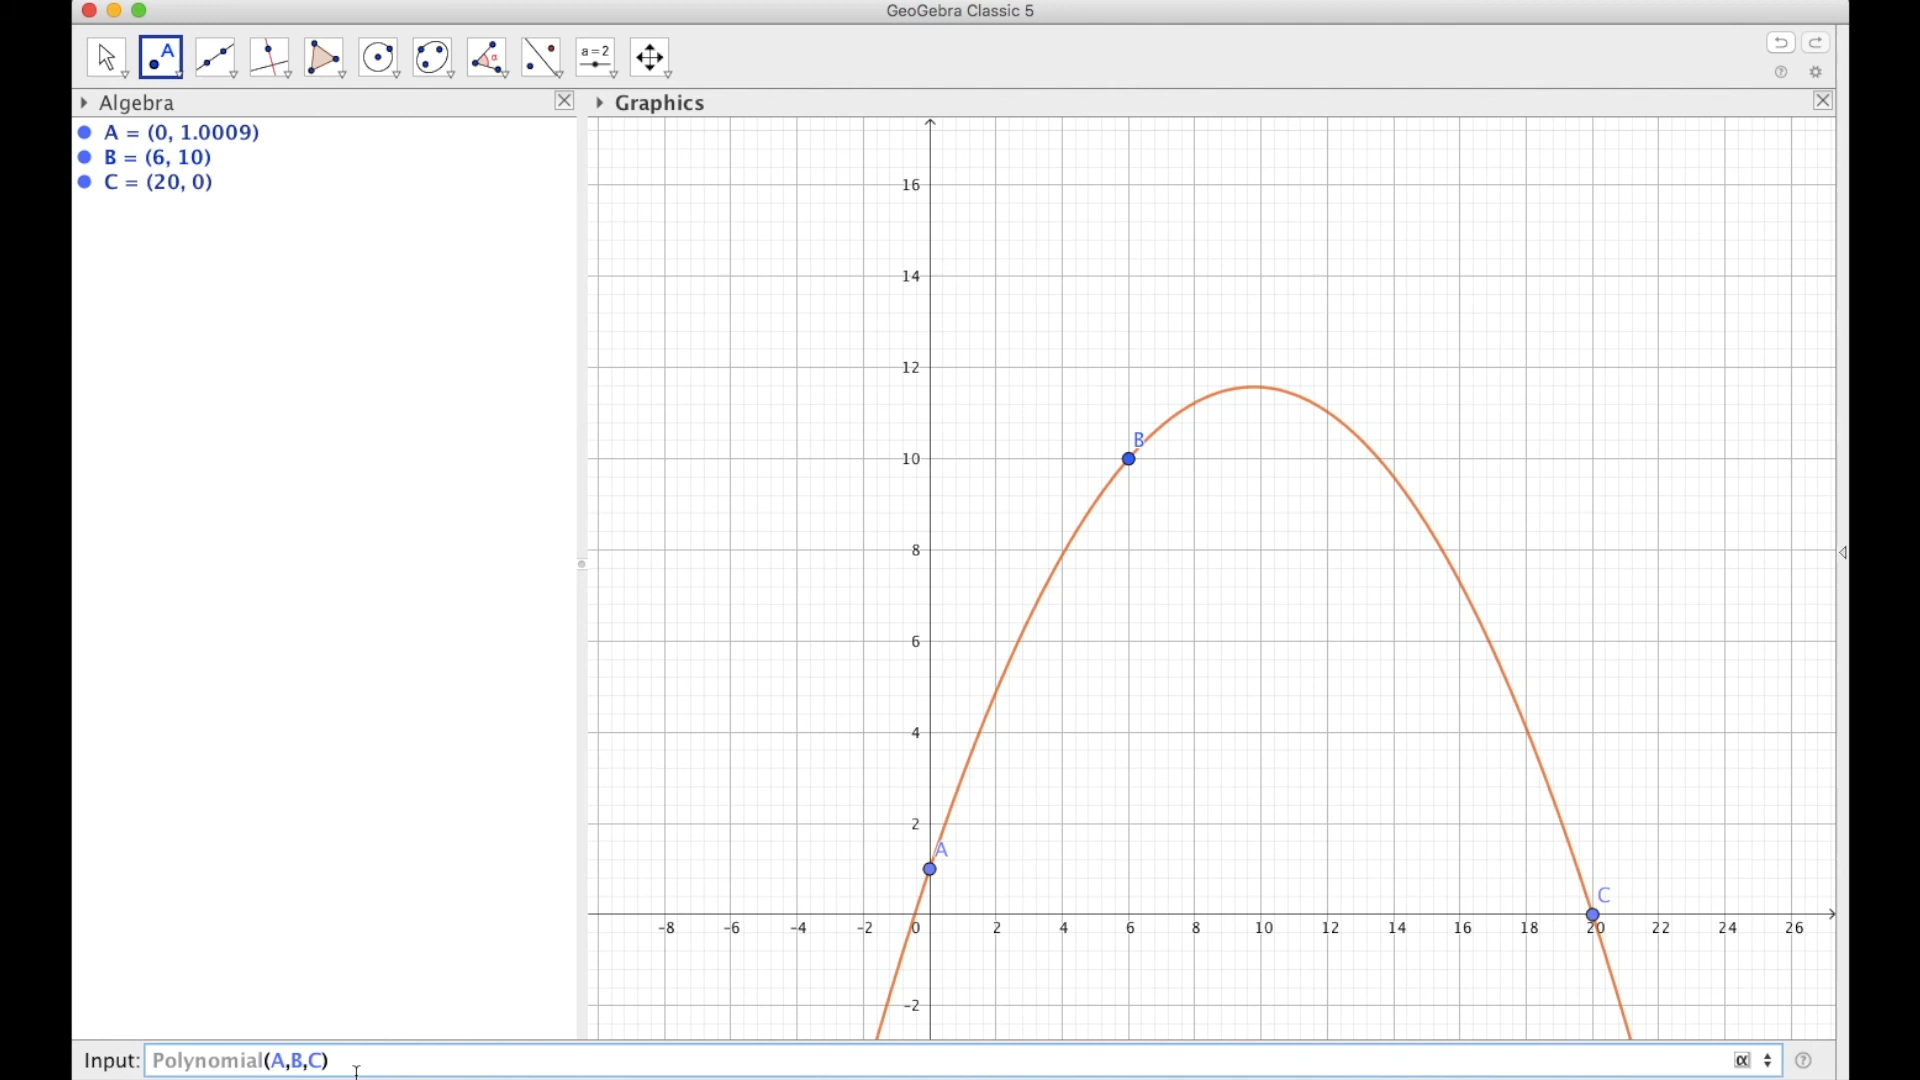 GeoGebra Classic 5
A
α
a=2
Algebra
Graphics
A = (0, 1.0009)
B = (6, 10)
C = (20, 0)
16
14
12
B
10
8
6
4
2
A
C
-8 -6 -4 -2 0 2 4 6 8 10 12 14 16 18 20 22 24 26
-2
Input: Polynomial(A,B,C) α ?